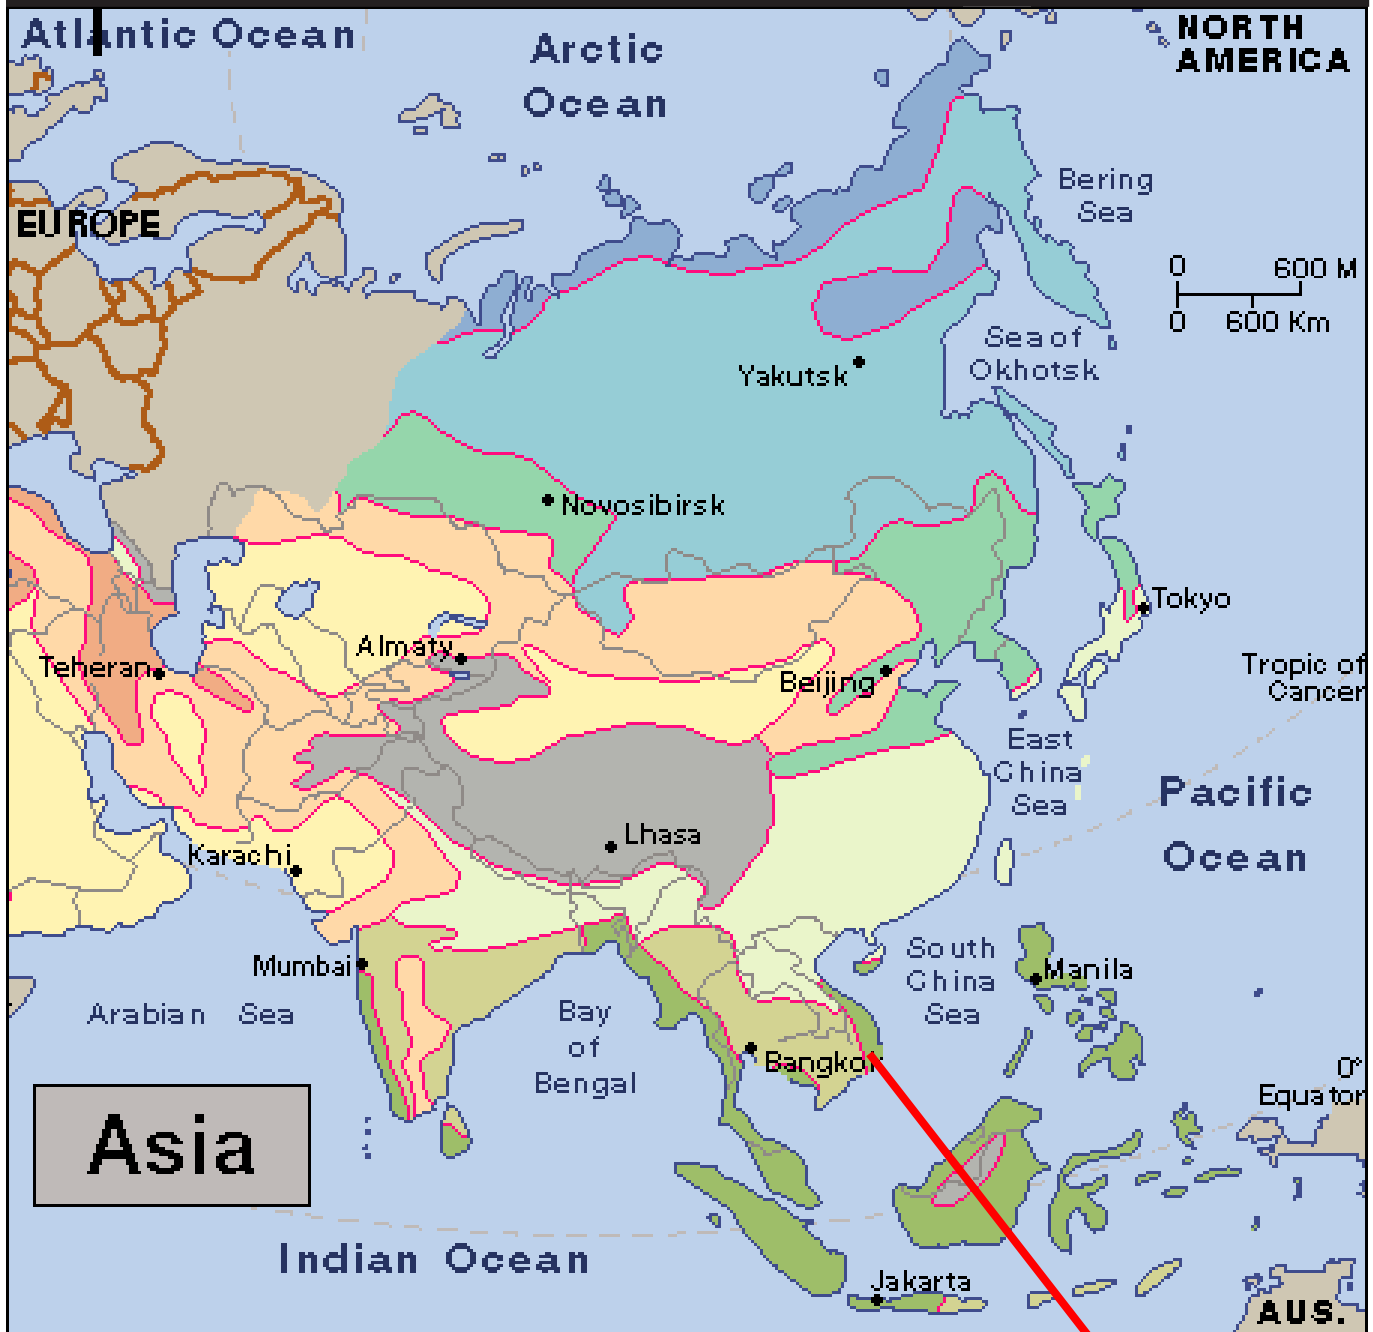 Atlantic Ocean
Arctic
Ocean
NORTH
AMERICA
EUROPE
Bering
Sea
0 600 M
0 600 Km
Sea of
Okhotsk
Yakutsk
Novosibirsk
Tokyo
Almaty
Teheran
Beijing
Tropic of
Cancer
East
China
Sea
Pacific
Ocean
Lhasa
Karachi
South
China
Sea
Manila
Mumbai
Arabian Sea
Bay
of
Bengal
Bangkok
0°
Equator
Asia
Indian Ocean
Jakarta
AUS.